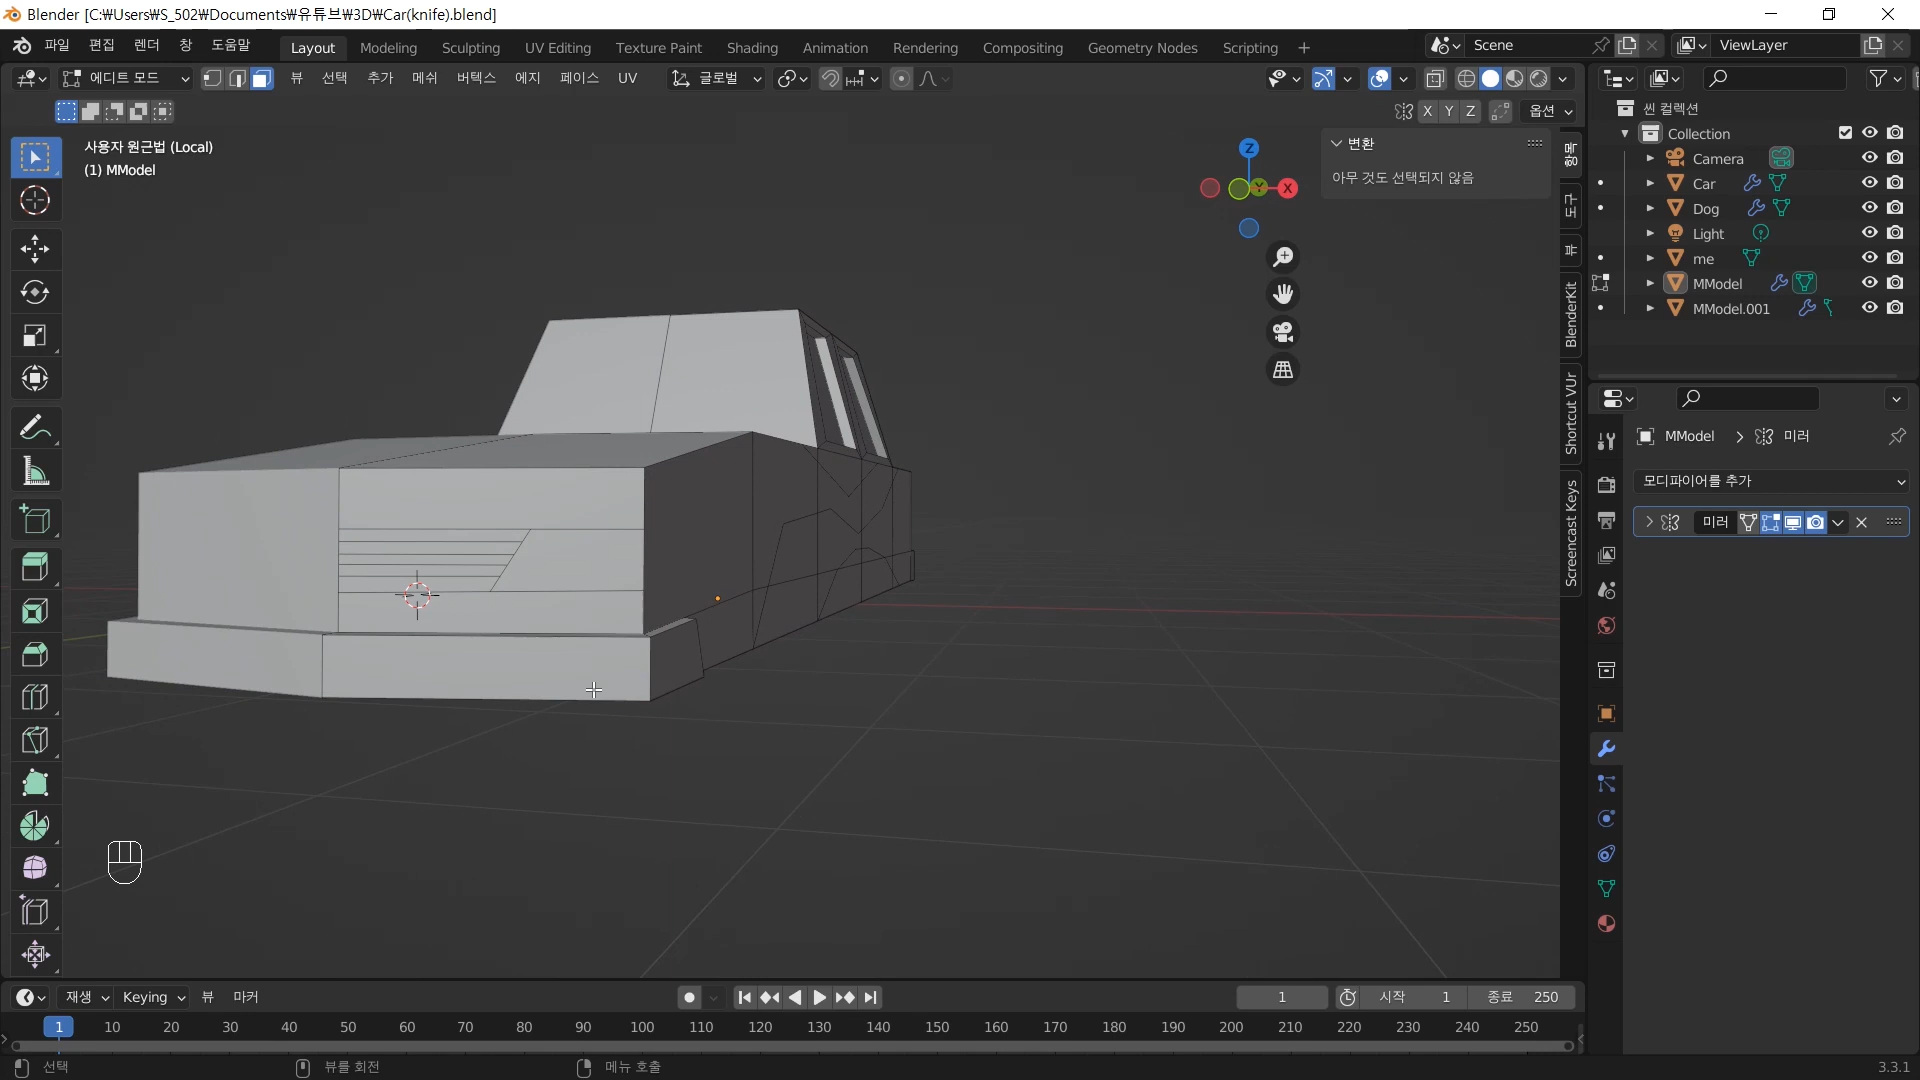 Blender [C:₩Users₩S_502₩Documents₩유튜브₩3D₩Car(knife).blend]
파일 편집 렌더 창 도움말 Layout Modeling Sculpting UV Editing Texture Paint Shading Animation Rendering Compositing Geometry Nodes Scripting + Scene ViewLayer
에디트 모드 뷰 선택 추가 메쉬 버텍스 에지 페이스 UV 글로벌
X Y Z 옵션
사용자 원근법 (Local)
(1) MModel
Z
Y
X
변환
아무 것도 선택되지 않음
항목
도구
뷰
BlenderKit
Shortcut VUr
Screencast Keys
씬 컬렉션
Collection
Camera
Car
Dog
Light
me
MModel
MModel.001
MModel > 미러
모디파이어를 추가
미러
재생 Keying 뷰 마커 1 시작 1 종료 250
1 10 20 30 40 50 60 70 80 90 100 110 120 130 140 150 160 170 180 190 200 210 220 230 240 250
선택 뷰를 회전 메뉴 호출 3.3.1